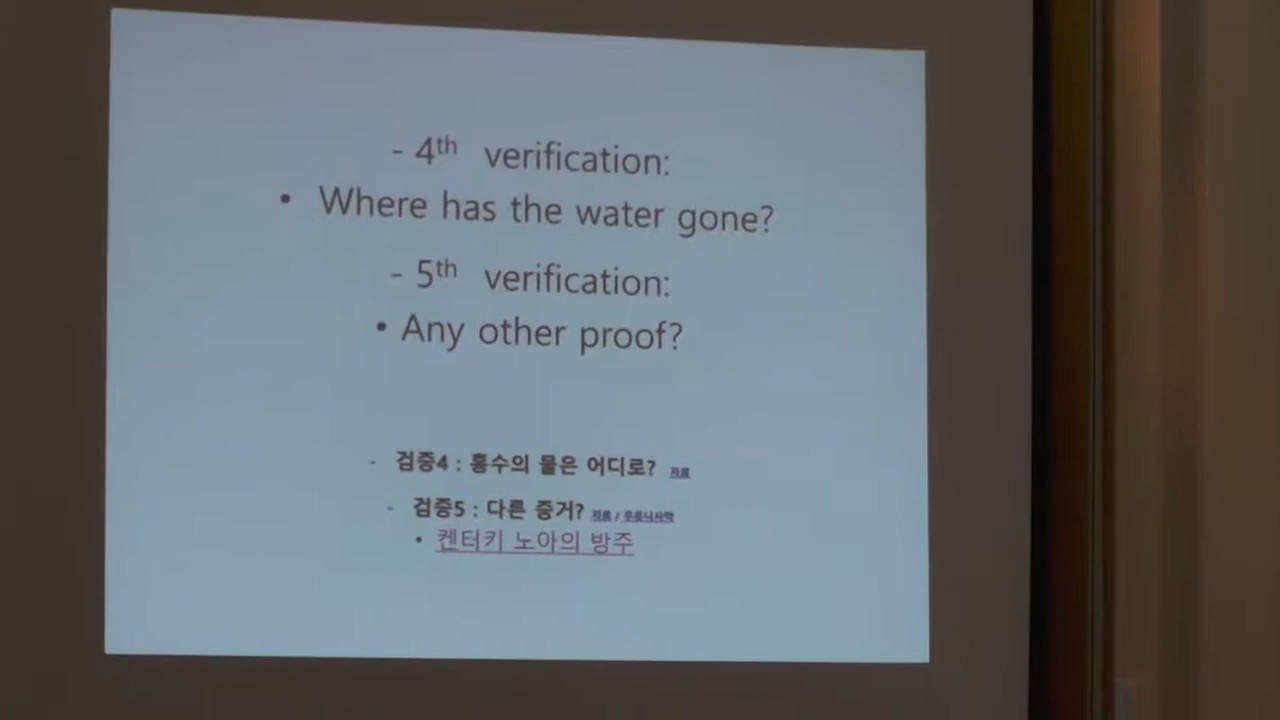 - 4th verification:
• Where has the water gone?
- 5th verification:
• Any other proof?
- 검증4 : 홍수의 물은 어디로? 자료
- 검증5 : 다른 증거? 자료 / 우유니사막
• 켄터키 노아의 방주